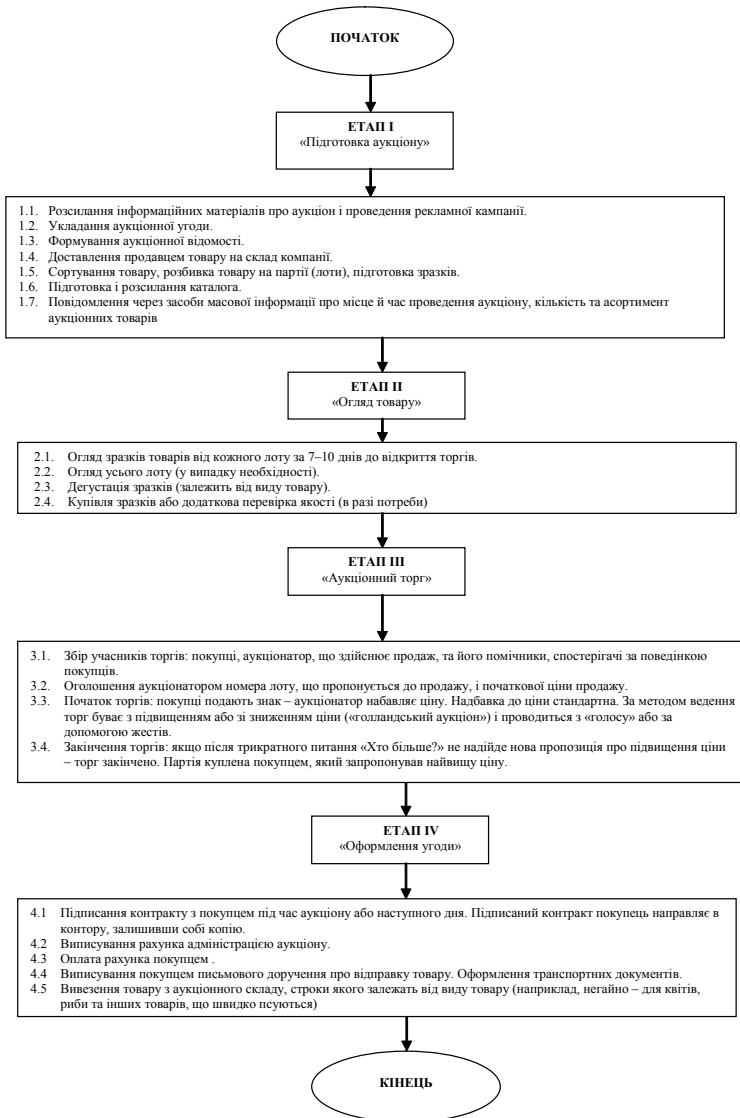 ПОЧАТОК
ЕТАП І
«Підготовка аукціону»
1.1. Розсилання інформаційних матеріалів про аукціон і проведення рекламної кампанії.
1.2. Укладання аукціонної угоди.
1.3. Формування аукціонної відомості.
1.4. Доставлення продавцем товару на склад компанії.
1.5. Сортування товару, розбивка товару на партії (лоти), підготовка зразків.
1.6. Підготовка і розсилання каталога.
1.7. Повідомлення через засоби масової інформації про місце й час проведення аукціону, кількість та асортимент
аукціонних товарів
ЕТАП ІІ
«Огляд товару»
2.1. Огляд зразків товарів від кожного лоту за 7–10 днів до відкриття торгів.
2.2. Огляд усього лоту (у випадку необхідності).
2.3. Дегустація зразків (залежить від виду товару).
2.4. Купівля зразків або додаткова перевірка якості (в разі потреби)
ЕТАП ІІІ
«Аукціонний торг»
3.1. Збір учасників торгів: покупці, аукціонатор, що здійснює продаж, та його помічники, спостерігачі за поведінкою
покупців.
3.2. Оголошення аукціонатором номера лоту, що пропонується до продажу, і початкової ціни продажу.
3.3. Початок торгів: покупці подають знак – аукціонатор набавляє ціну. Надбавка до ціни стандартна. За методом ведення
торг буває з підвищенням або зі зниженням ціни («голландський аукціон») і проводиться з «голосу» або за
допомогою жестів.
3.4. Закінчення торгів: якщо після трикратного питання «Хто більше?» не надійде нова пропозиція про підвищення ціни
– торг закінчено. Партія куплена покупцем, який запропонував найвищу ціну.
ЕТАП IV
«Оформлення угоди»
4.1 Підписання контракту з покупцем під час аукціону або наступного дня. Підписаний контракт покупець направляє в
контору, залишивши собі копію.
4.2 Виписування рахунка адміністрацією аукціону.
4.3 Оплата рахунка покупцем .
4.4 Виписування покупцем письмового доручення про відправку товару. Оформлення транспортних документів.
4.5 Вивезення товару з аукціонного складу, строки якого залежать від виду товару (наприклад, негайно – для квітів,
риби та інших товарів, що швидко псуються)
КІНЕЦЬ